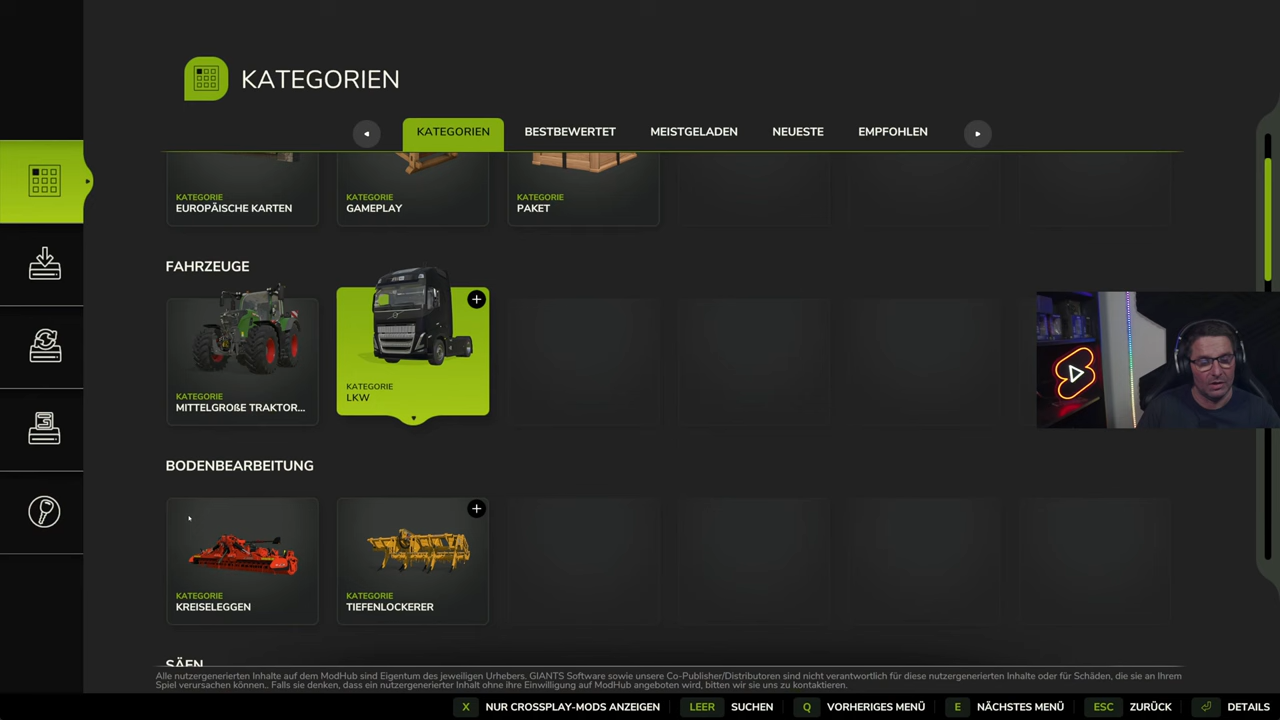 KATEGORIEN
KATEGORIEN
BESTBEWERTET
MEISTGELADEN
NEUESTE
EMPFOHLEN
KATEGORIE
EUROPÄISCHE KARTEN
KATEGORIE
GAMEPLAY
KATEGORIE
PAKET
FAHRZEUGE
KATEGORIE
MITTELGROßE TRAKTOR...
KATEGORIE
LKW
BODENBEARBEITUNG
KATEGORIE
KREISELEGGEN
KATEGORIE
TIEFENLOCKERER
SÄEN
Alle nutzergenerierten Inhalte auf dem ModHub sind Eigentum des jeweiligen Urhebers. GIANTS Software sowie unsere Co-Publisher/Distributoren sind nicht verantwortlich für diese nutzergenerierten Inhalte oder für Schäden, die sie an Ihrem
Spiel verursachen können.. Falls sie denken, dass ein nutzergenerierter Inhalt ohne ihre Einwilligung auf ModHub angeboten wird, bitten wir sie uns zu kontaktieren.
X NUR CROSSPLAY-MODS ANZEIGEN LEER SUCHEN Q VORHERIGES MENÜ E NÄCHSTES MENÜ ESC ZURÜCK DETAILS